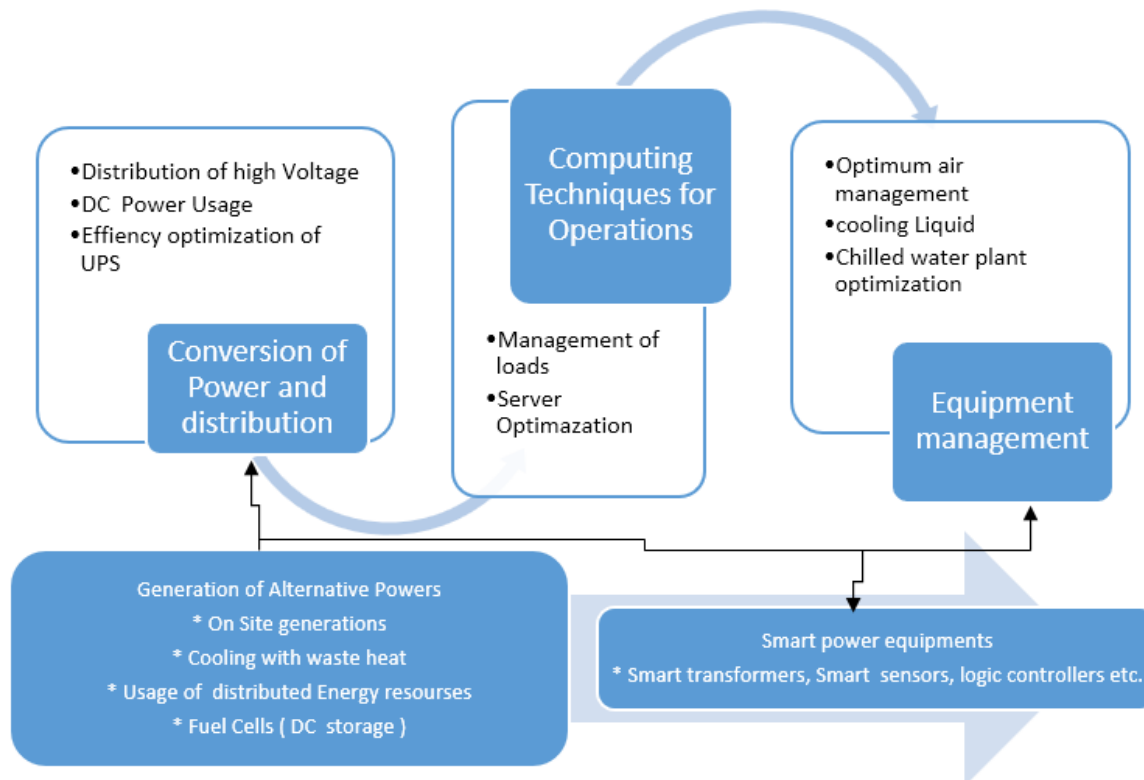 •Distribution of high Voltage
•DC Power Usage
•Effiency optimization of
UPS
Conversion of
Power and
distribution
Computing
Techniques for
Operations
•Management of
loads
•Server
Optimazation
•Optimum air
management
•cooling Liquid
•Chilled water plant
optimization
Equipment
management
Generation of Alternative Powers
* On Site generations
* Cooling with waste heat
* Usage of distributed Energy resourses
* Fuel Cells ( DC storage )
Smart power equipments
* Smart transformers, Smart sensors, logic controllers etc.